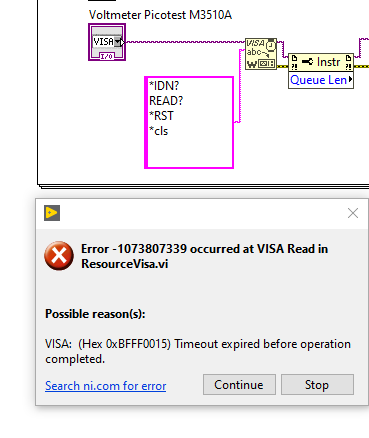 Voltmeter Picotest M3510A
VISA
I/O
*IDN?
READ?
*RST
*cls
VISA
abc
W
Instr
Queue Len
Error -1073807339 occurred at VISA Read in
ResourceVisa.vi
Possible reason(s):
VISA:  (Hex 0xBFFF0015) Timeout expired before operation
completed.
Search ni.com for error
Continue
Stop